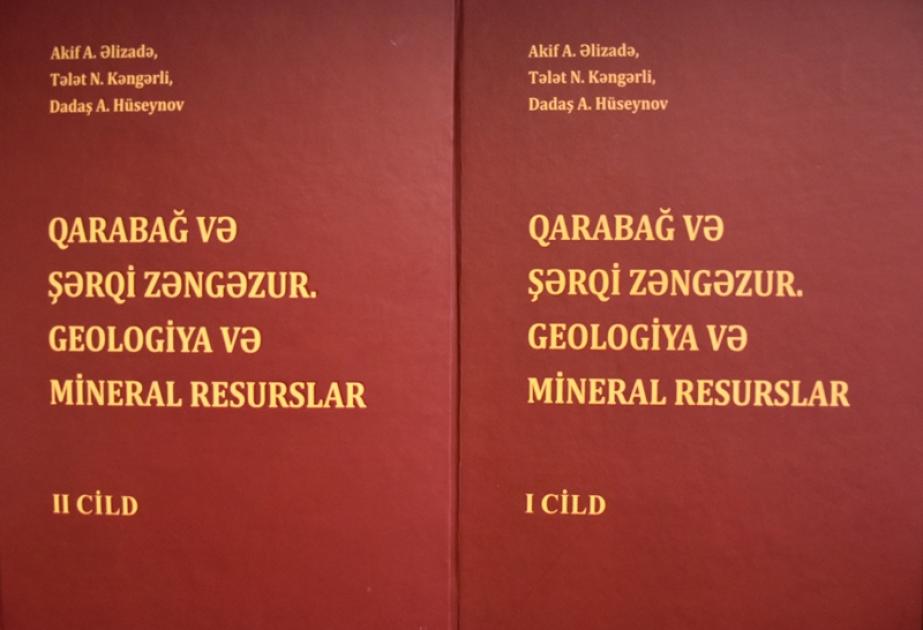 Akif A. Əlizadə,
Tələt N. Kəngərli,
Dadaş A. Hüseynov
QARABAĞ VƏ
ŞƏRQİ ZƏNGƏZUR.
GEOLOGİYA VƏ
MİNERAL RESURSLAR
II CİLD
Akif A. Əlizadə,
Tələt N. Kəngərli,
Dadaş A. Hüseynov
QARABAĞ VƏ
ŞƏRQİ ZƏNGƏZUR.
GEOLOGİYA VƏ
MİNERAL RESURSLAR
I CİLD